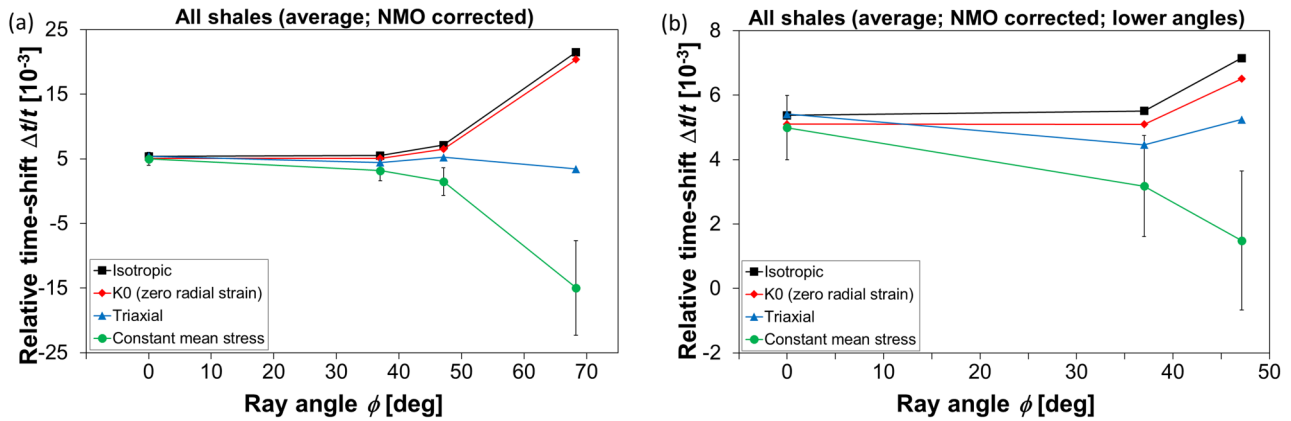 (a)
All shales (average; NMO corrected)
Relative time-shift Δt/t [10⁻³]
25
15
5
-5
-15
-25
Isotropic
K0 (zero radial strain)
Triaxial
Constant mean stress
0 10 20 30 40 50 60 70
Ray angle ϕ [deg]
(b)
All shales (average; NMO corrected; lower angles)
Relative time-shift Δt/t [10⁻³]
8
6
4
2
0
-2
Isotropic
K0 (zero radial strain)
Triaxial
Constant mean stress
0 10 20 30 40 50
Ray angle ϕ [deg]